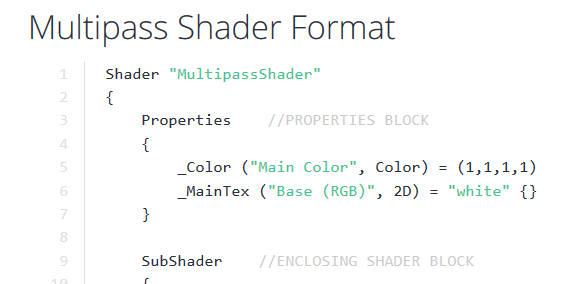 Multipass Shader Format
1 Shader "MultipassShader"
2 {
3     Properties    //PROPERTIES BLOCK
4     {
5         _Color ("Main Color", Color) = (1,1,1,1)
6         _MainTex ("Base (RGB)", 2D) = "white" {}
7     }
8
9     SubShader    //ENCLOSING SHADER BLOCK
10     {